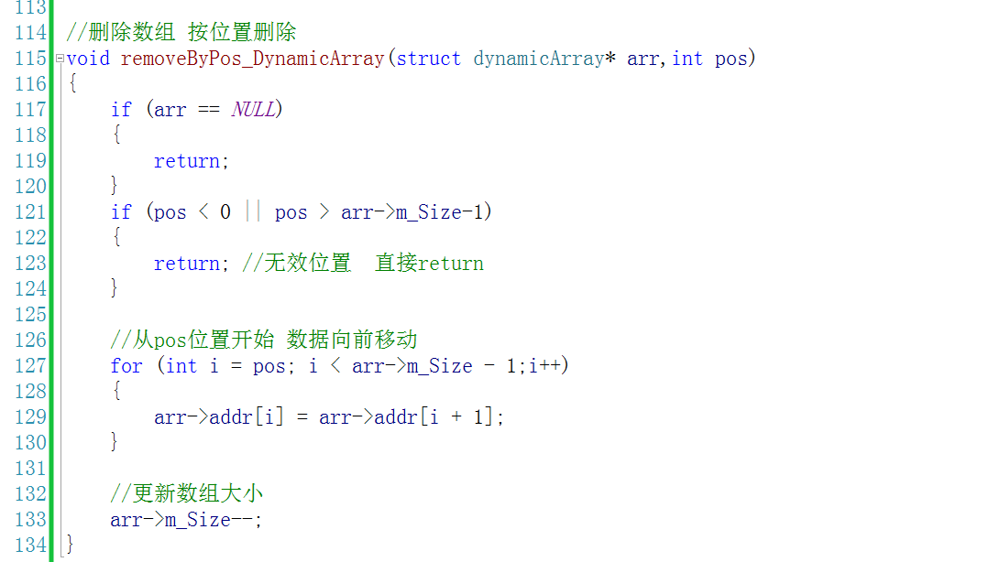 113
114 //删除数组 按位置删除
115 void removeByPos_DynamicArray(struct dynamicArray* arr,int pos)
116 {
117     if (arr == NULL)
118     {
119         return;
120     }
121     if (pos < 0 || pos > arr->m_Size-1)
122     {
123         return; //无效位置  直接return
124     }
125
126     //从pos位置开始 数据向前移动
127     for (int i = pos; i < arr->m_Size - 1;i++)
128     {
129         arr->addr[i] = arr->addr[i + 1];
130     }
131
132     //更新数组大小
133     arr->m_Size--;
134 }